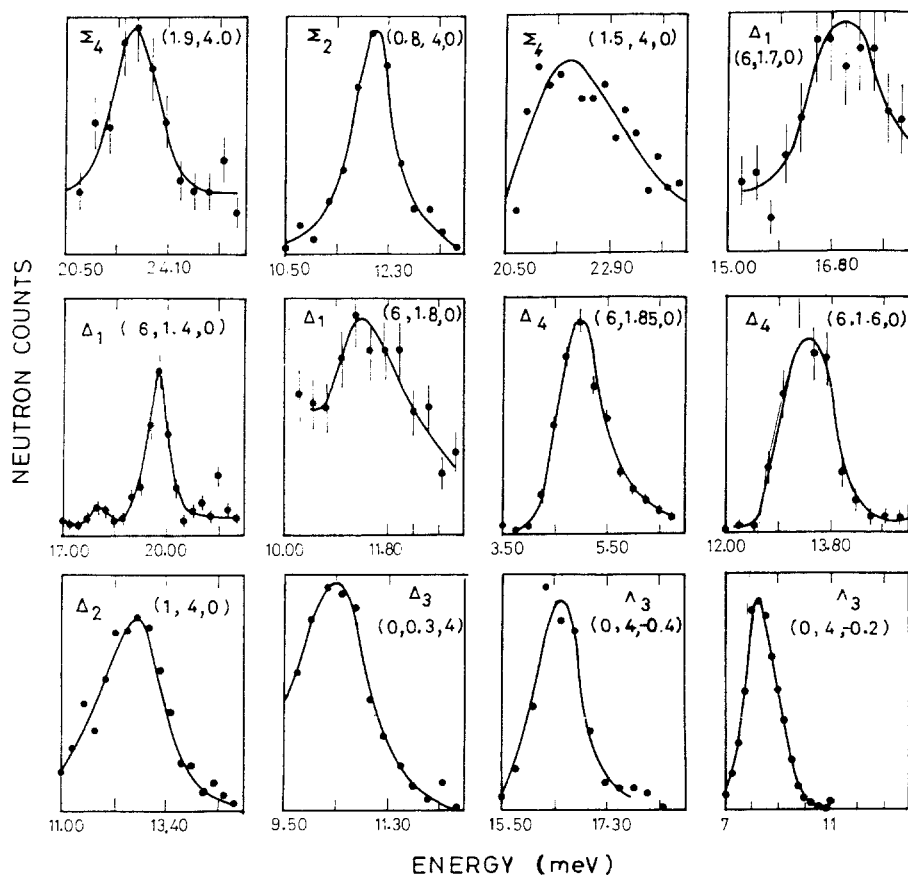 NEUTRON COUNTS
Σ4 (1.9,4.0)
20.50 24.10
Σ2 (0.8,4,0)
10.50 12.30
Σ4 (1.5,4,0)
20.50 22.90
Δ1
(6,1.7,0)
15.00 16.80
Δ1 (6,1.4,0)
17.00 20.00
Δ1 (6,1.8,0)
10.00 11.80
Δ4 (6,1.85,0)
3.50 5.50
Δ4 (6,1.6,0)
12.00 13.80
Δ2 (1,4,0)
11.00 13.40
Δ3
(0,0.3,4)
9.50 11.30
Λ3
(0,4,-0.4)
15.50 17.30
Λ3
(0,4,-0.2)
7 11
ENERGY (meV)